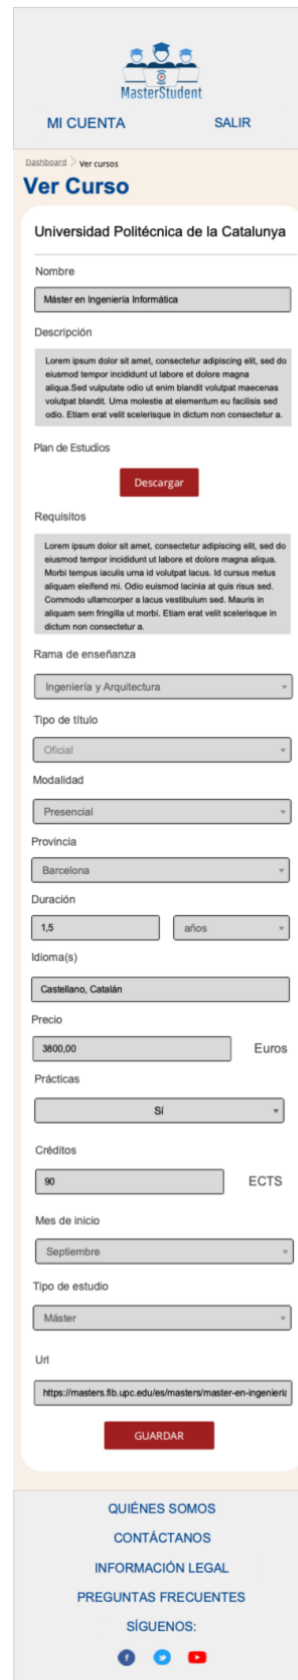 MasterStudent
MI CUENTA SALIR
Dashboard > Ver cursos
Ver Curso
Universidad Politécnica de la Catalunya
Nombre
Máster en Ingeniería Informática
Descripción
Lorem ipsum dolor sit amet, consectetur adipiscing elit, sed do
eiusmod tempor incididunt ut labore et dolore magna
aliqua.Sed vulputate odio ut enim blandit volutpat maecenas
volutpat blandit. Urna molestie at elementum eu facilisis sed
odio. Etiam erat velit scelerisque in dictum non consectetur a.
Plan de Estudios
Descargar
Requisitos
Lorem ipsum dolor sit amet, consectetur adipiscing elit, sed do
eiusmod tempor incididunt ut labore et dolore magna aliqua.
Morbi tempus iaculis urna id volutpat lacus. Id cursus metus
aliquam eleifend mi. Odio euismod lacinia at quis risus sed.
Commodo ullamcorper a lacus vestibulum sed. Mauris in
aliquam sem fringilla ut morbi. Etiam erat velit scelerisque in
dictum non consectetur a.
Rama de enseñanza
Ingeniería y Arquitectura
Tipo de título
Oficial
Modalidad
Presencial
Provincia
Barcelona
Duración
1,5 años
Idioma(s)
Castellano, Catalán
Precio
3800,00 Euros
Prácticas
Sí
Créditos
90 ECTS
Mes de inicio
Septiembre
Tipo de estudio
Máster
Url
https://masters.fib.upc.edu/es/masters/master-en-ingenieria
GUARDAR
QUIÉNES SOMOS
CONTÁCTANOS
INFORMACIÓN LEGAL
PREGUNTAS FRECUENTES
SÍGUENOS: